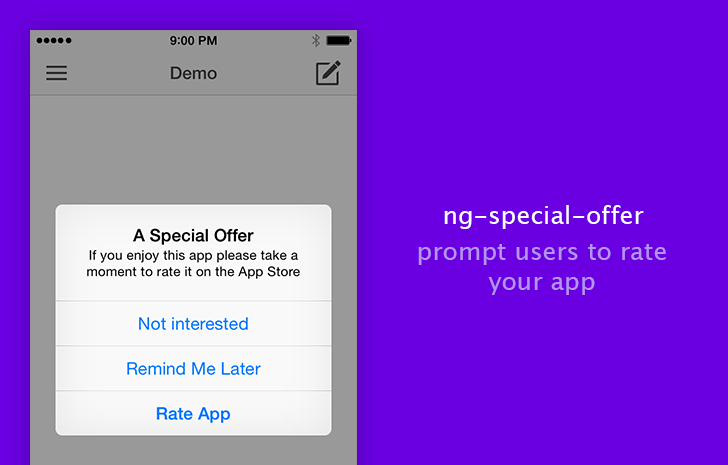 9:00 PM
Demo
A Special Offer
If you enjoy this app please take a
moment to rate it on the App Store
Not interested
Remind Me Later
Rate App
ng-special-offer
prompt users to rate
your app